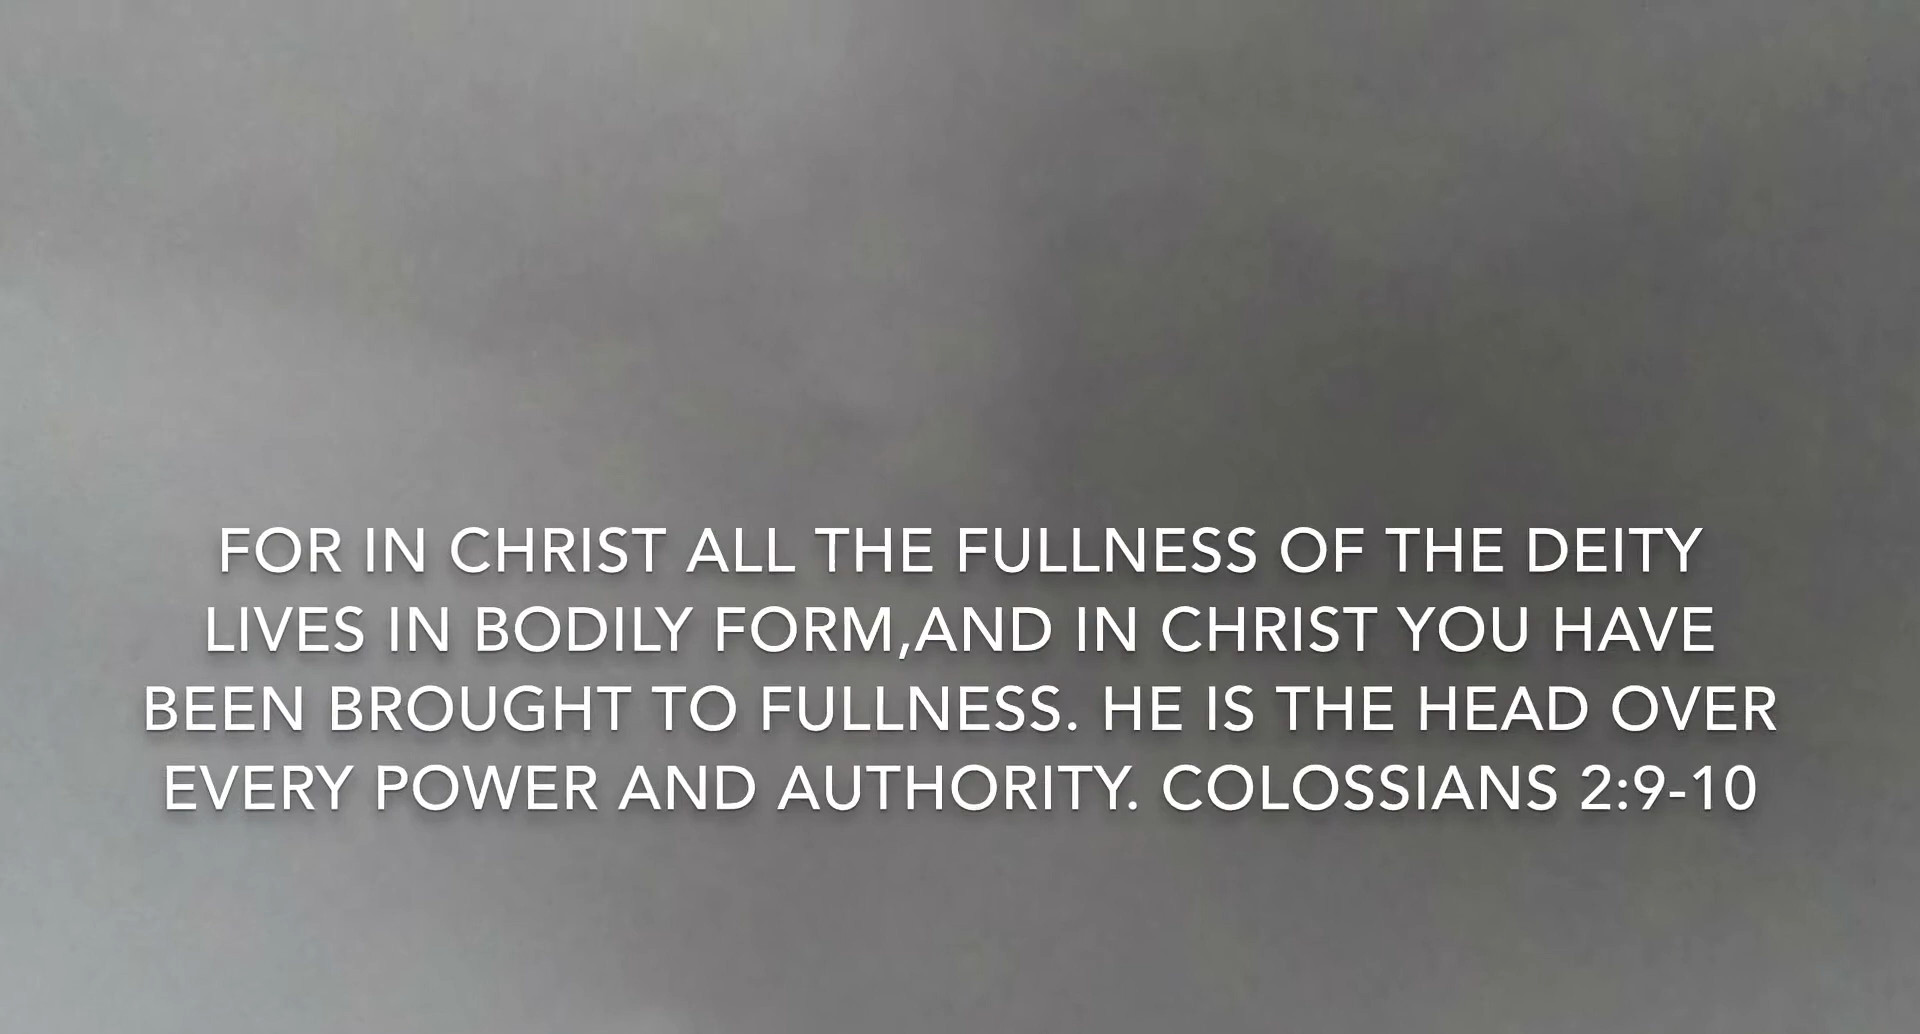 FOR IN CHRIST ALL THE FULLNESS OF THE DEITY
LIVES IN BODILY FORM,AND IN CHRIST YOU HAVE
BEEN BROUGHT TO FULLNESS. HE IS THE HEAD OVER
EVERY POWER AND AUTHORITY. COLOSSIANS 2:9-10